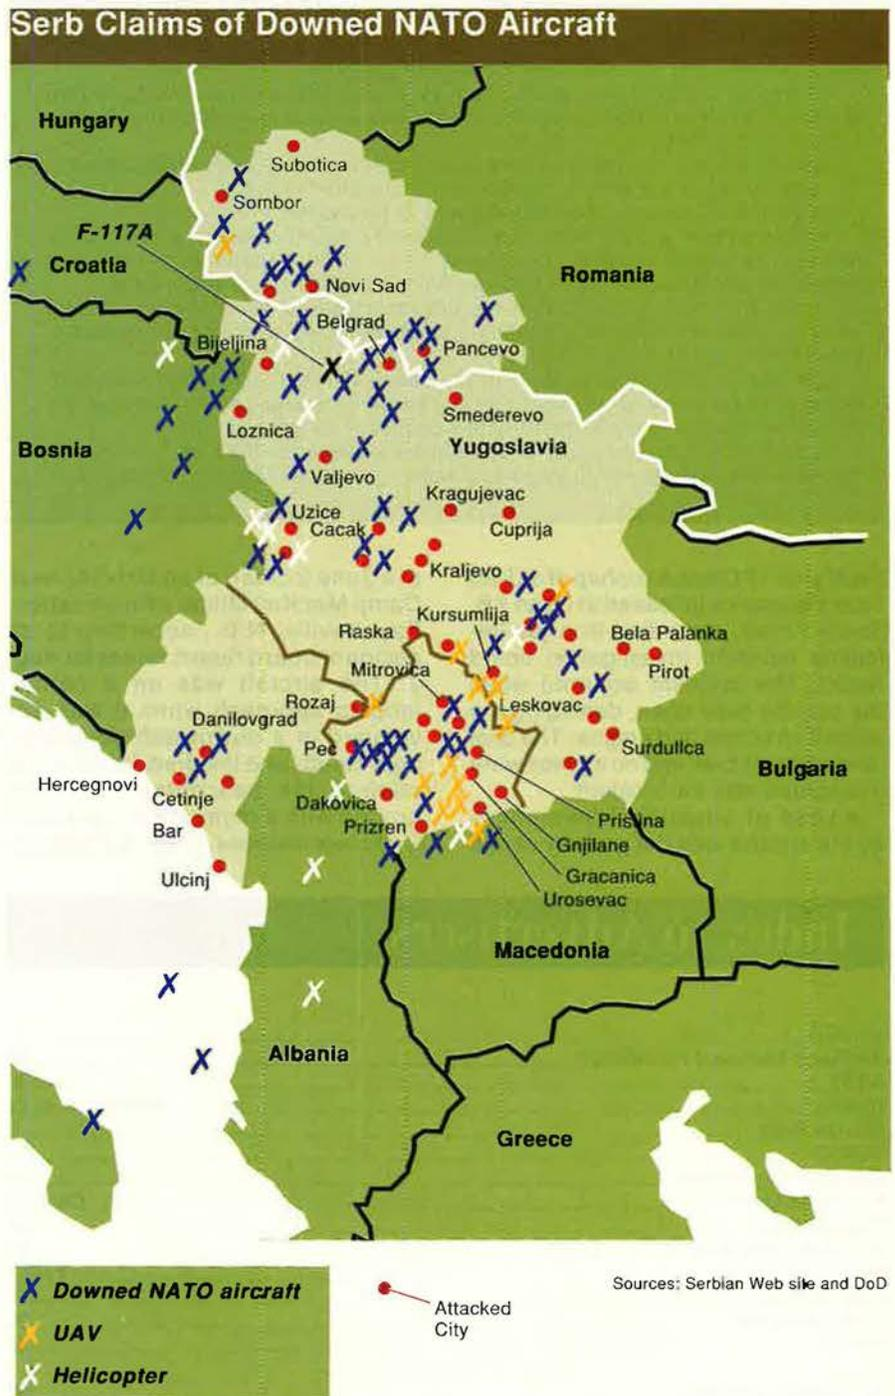 Serb Claims of Downed NATO Aircraft
Hungary
Subotica
Sombor
F-117A
Croatia
Romania
Novi Sad
Belgrad
Bijeljina
Pancevo
Smederevo
Loznica
Bosnia
Yugoslavia
Valjevo
Kragujevac
Uzice
Cacak
Cuprija
Kraljevo
Kursumlija
Raska
Bela Palanka
Mitrovica
Pirot
Rozaj
Leskovac
Danilovgrad
Pec
Surdulica
Hercegnovi
Bulgaria
Cetinje
Dakovica
Bar
Prizren
Pristina
Gnjilane
Ulcinj
Gracanica
Urosevac
Macedonia
Albania
Greece
Downed NATO aircraft
UAV
Helicopter
Attacked
City
Sources: Serbian Web site and DoD